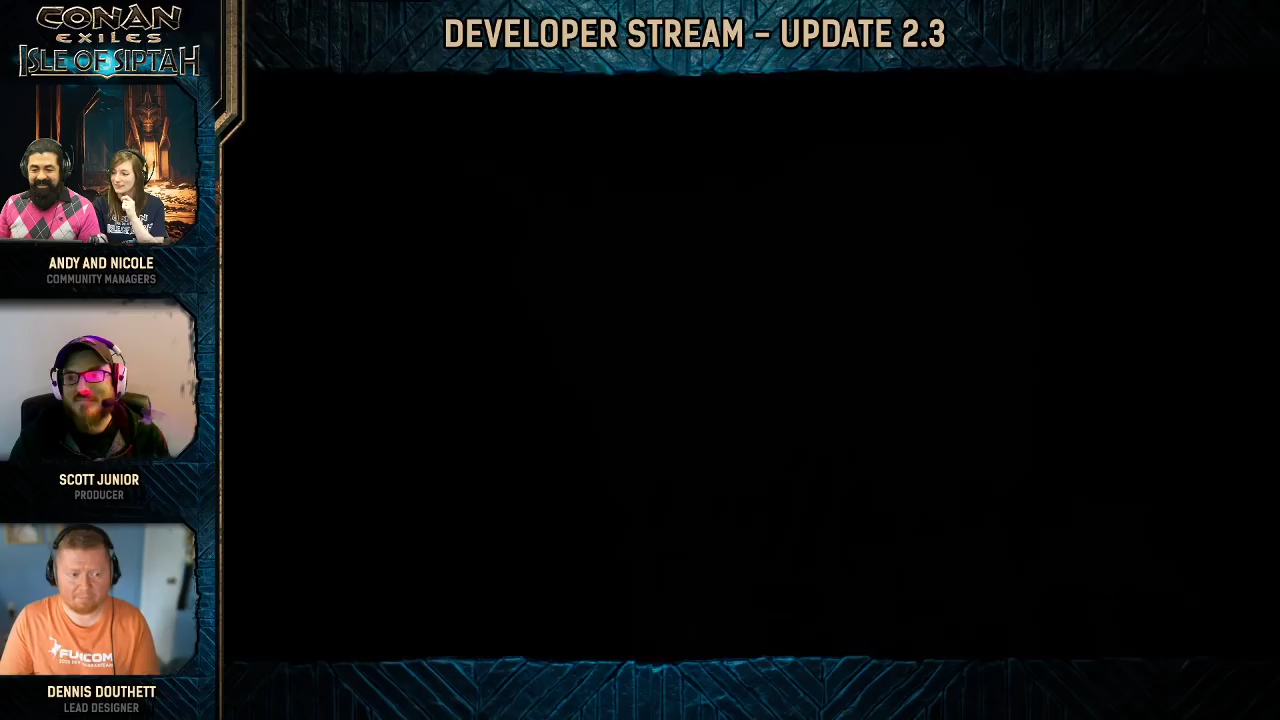 CONAN
EXILES
ISLE OF SIPTAH
DEVELOPER STREAM - UPDATE 2.3
CONAN
ANDY AND NICOLE
COMMUNITY MANAGERS
SCOTT JUNIOR
PRODUCER
FUNCOM
DENNIS DOUTHETT
LEAD DESIGNER